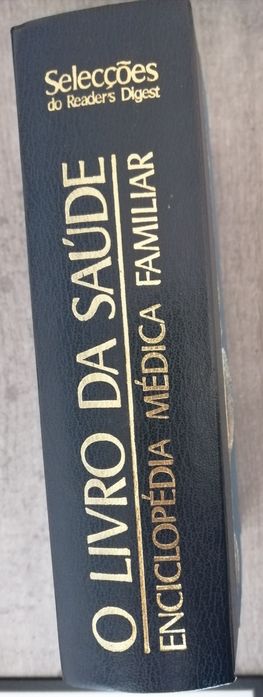 Selecções
do Reader's Digest
O LIVRO DA SAÚDE
ENCICLOPÉDIA MÉDICA FAMILIAR